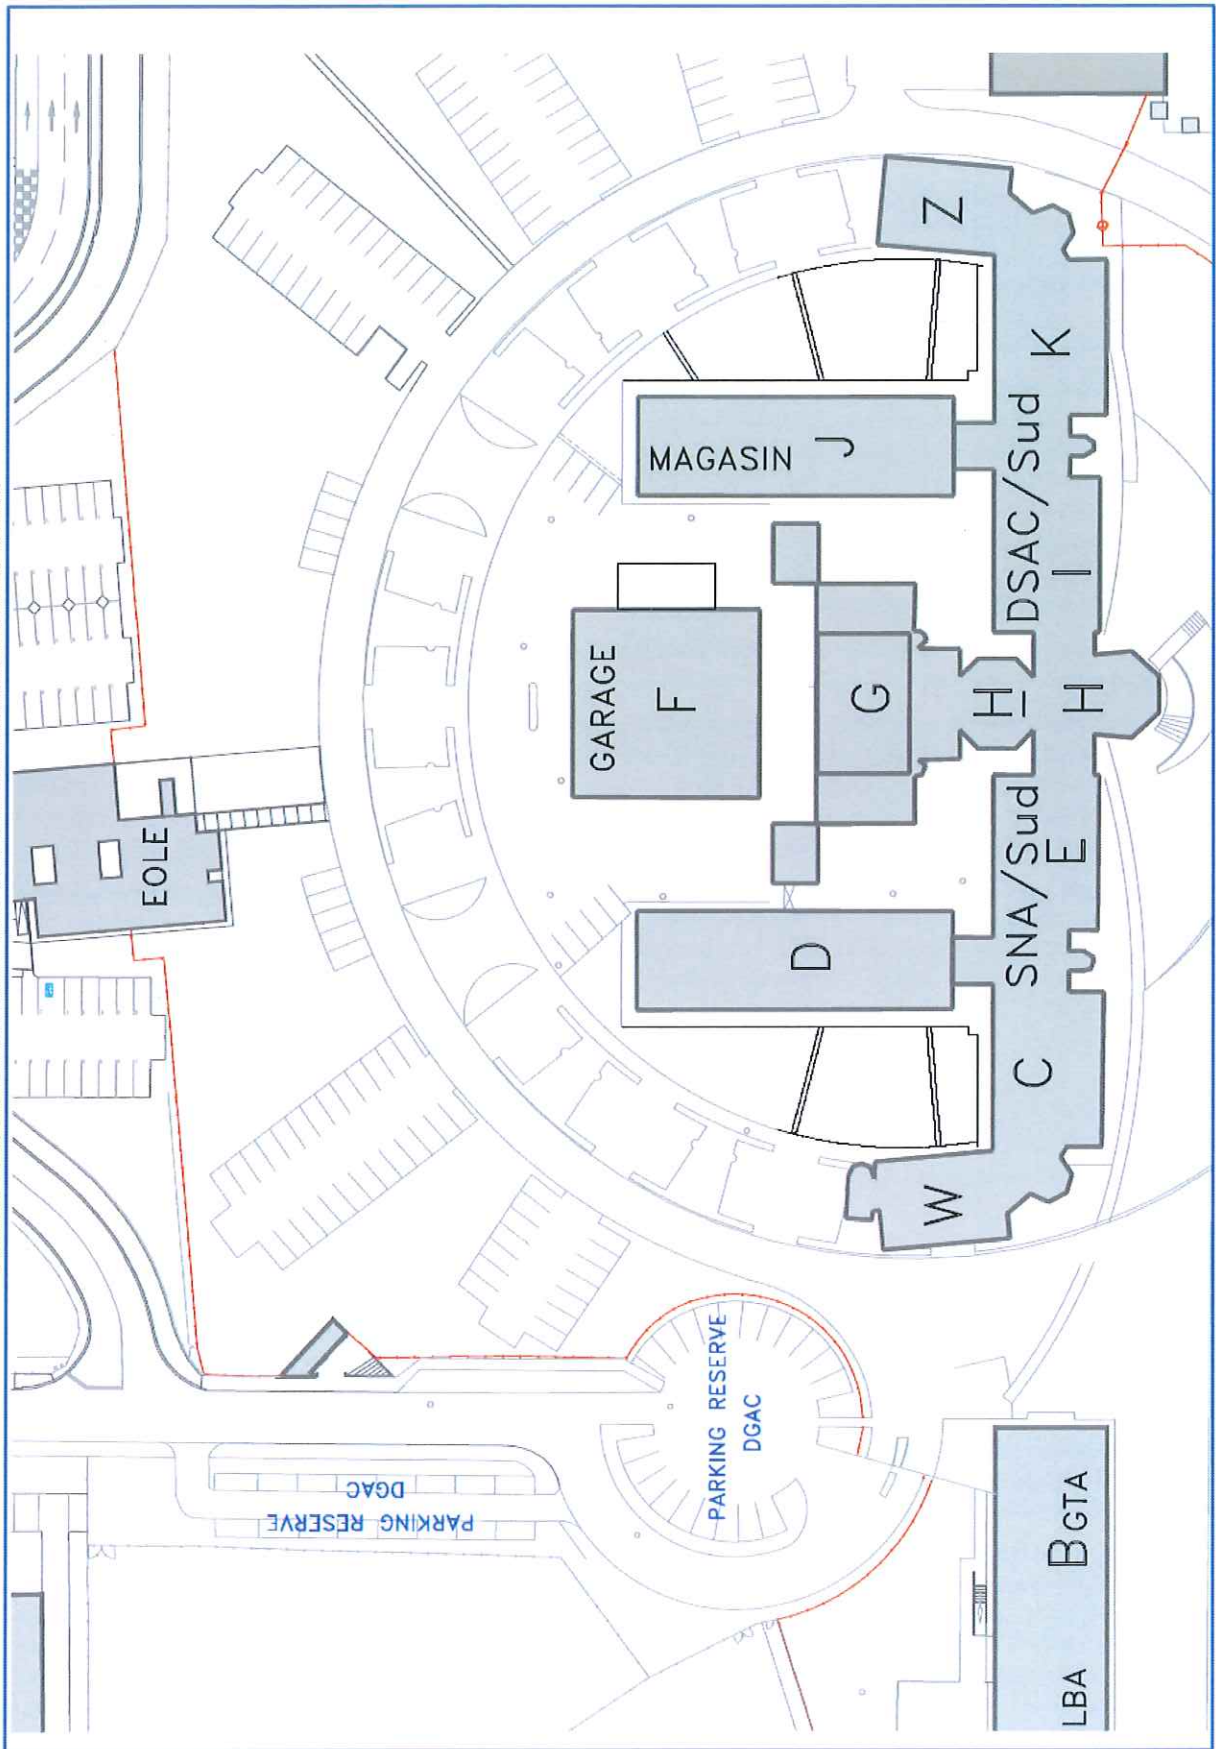 EOLE
PARKING RESERVE
DGAC
PARKING RESERVE
DGAC
GARAGE
F
MAGASIN
J
D
G
H
W
C
SNA/Sud
E
H
DSAC/Sud
I
K
Z
LBA
B GTA